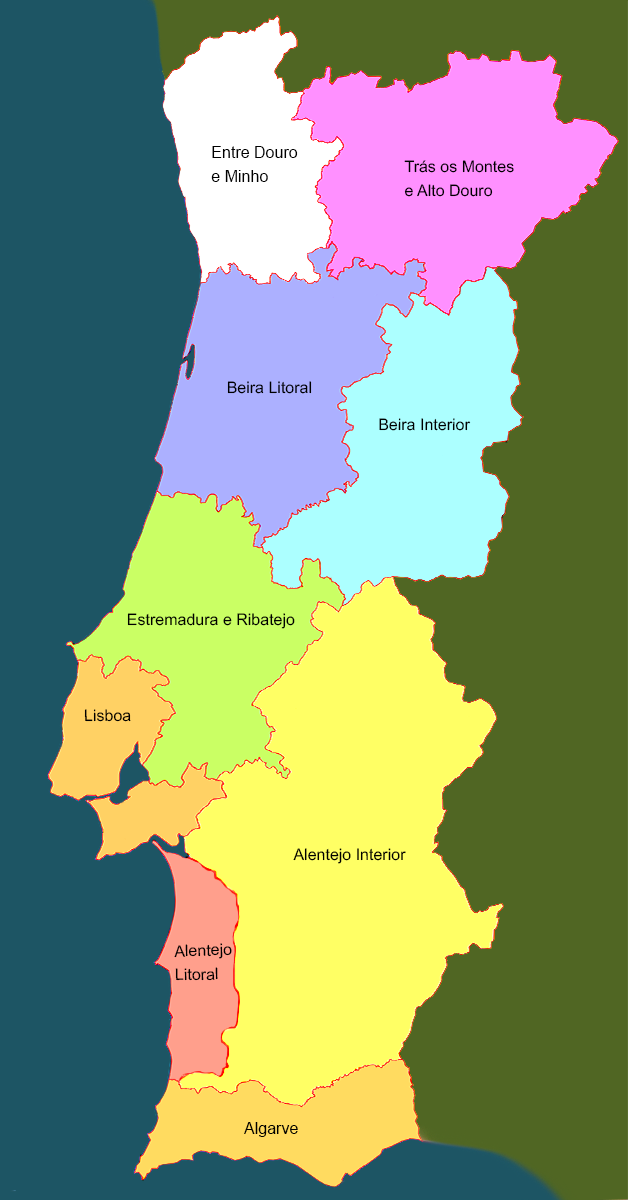 Entre Douro
e Minho
Trás os Montes
e Alto Douro
Beira Litoral
Beira Interior
Estremadura e Ribatejo
Lisboa
Alentejo Interior
Alentejo
Litoral
Algarve